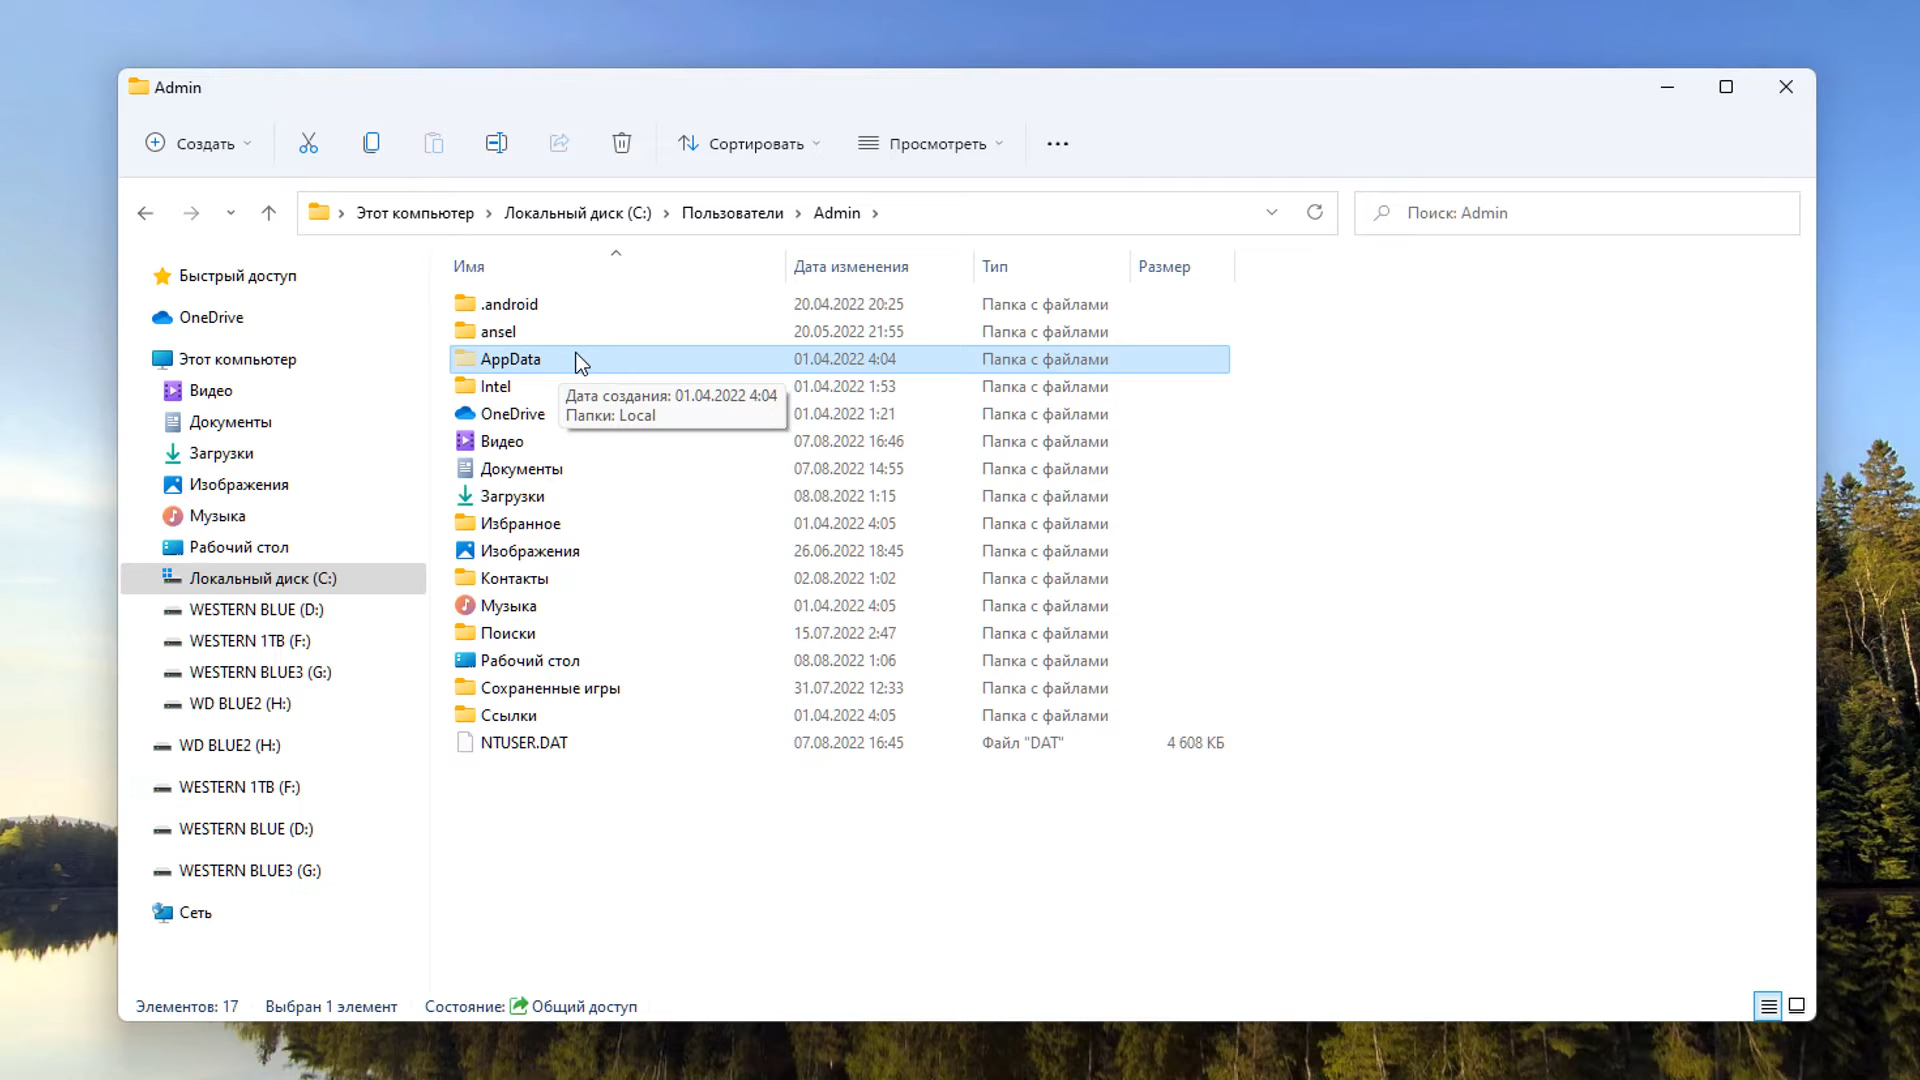 Admin
Создать
Сортировать
Просмотреть
Этот компьютер > Локальный диск (C:) > Пользователи > Admin >
Поиск: Admin
Быстрый доступ
OneDrive
Этот компьютер
Видео
Документы
Загрузки
Изображения
Музыка
Рабочий стол
Локальный диск (C:)
WESTERN BLUE (D:)
WESTERN 1TB (F:)
WESTERN BLUE3 (G:)
WD BLUE2 (H:)
WD BLUE2 (H:)
WESTERN 1TB (F:)
WESTERN BLUE (D:)
WESTERN BLUE3 (G:)
Сеть
Имя Дата изменения Тип Размер
.android 20.04.2022 20:25 Папка с файлами
ansel 20.05.2022 21:55 Папка с файлами
AppData 01.04.2022 4:04 Папка с файлами
Intel 01.04.2022 1:53 Папка с файлами
Дата создания: 01.04.2022 4:04
Папки: Local
OneDrive 01.04.2022 1:21 Папка с файлами
Видео 07.08.2022 16:46 Папка с файлами
Документы 07.08.2022 14:55 Папка с файлами
Загрузки 08.08.2022 1:15 Папка с файлами
Избранное 01.04.2022 4:05 Папка с файлами
Изображения 26.06.2022 18:45 Папка с файлами
Контакты 02.08.2022 1:02 Папка с файлами
Музыка 01.04.2022 4:05 Папка с файлами
Поиски 15.07.2022 2:47 Папка с файлами
Рабочий стол 08.08.2022 1:06 Папка с файлами
Сохраненные игры 31.07.2022 12:33 Папка с файлами
Ссылки 01.04.2022 4:05 Папка с файлами
NTUSER.DAT 07.08.2022 16:45 Файл "DAT" 4 608 КБ
Элементов: 17 Выбран 1 элемент Состояние: Общий доступ